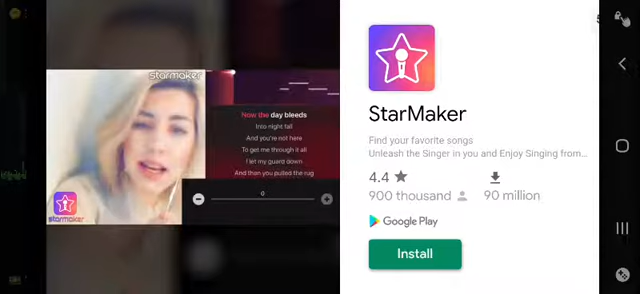 starmaker
Now the day bleeds
Into night fall
And you're not here
To get me through it all
I let my guard down
And then you pulled the rug
0
starmaker
StarMaker
Find your favorite songs
Unleash the Singer in you and Enjoy Singing from...
4.4
900 thousand
90 million
Google Play
Install